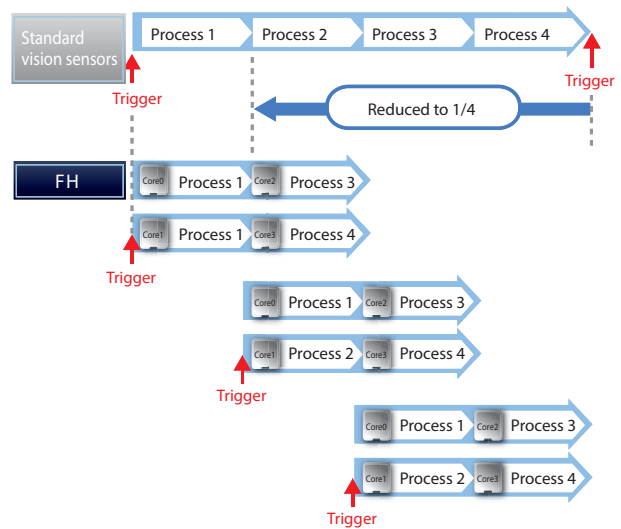 Standard
vision sensors
Process 1 Process 2 Process 3 Process 4
Trigger
Trigger
Reduced to 1/4
FH
Core0 Process 1 Core2 Process 3
Core1 Process 1 Core3 Process 4
Trigger
Core0 Process 1 Core2 Process 3
Core1 Process 2 Core3 Process 4
Trigger
Core0 Process 1 Core2 Process 3
Core1 Process 2 Core3 Process 4
Trigger